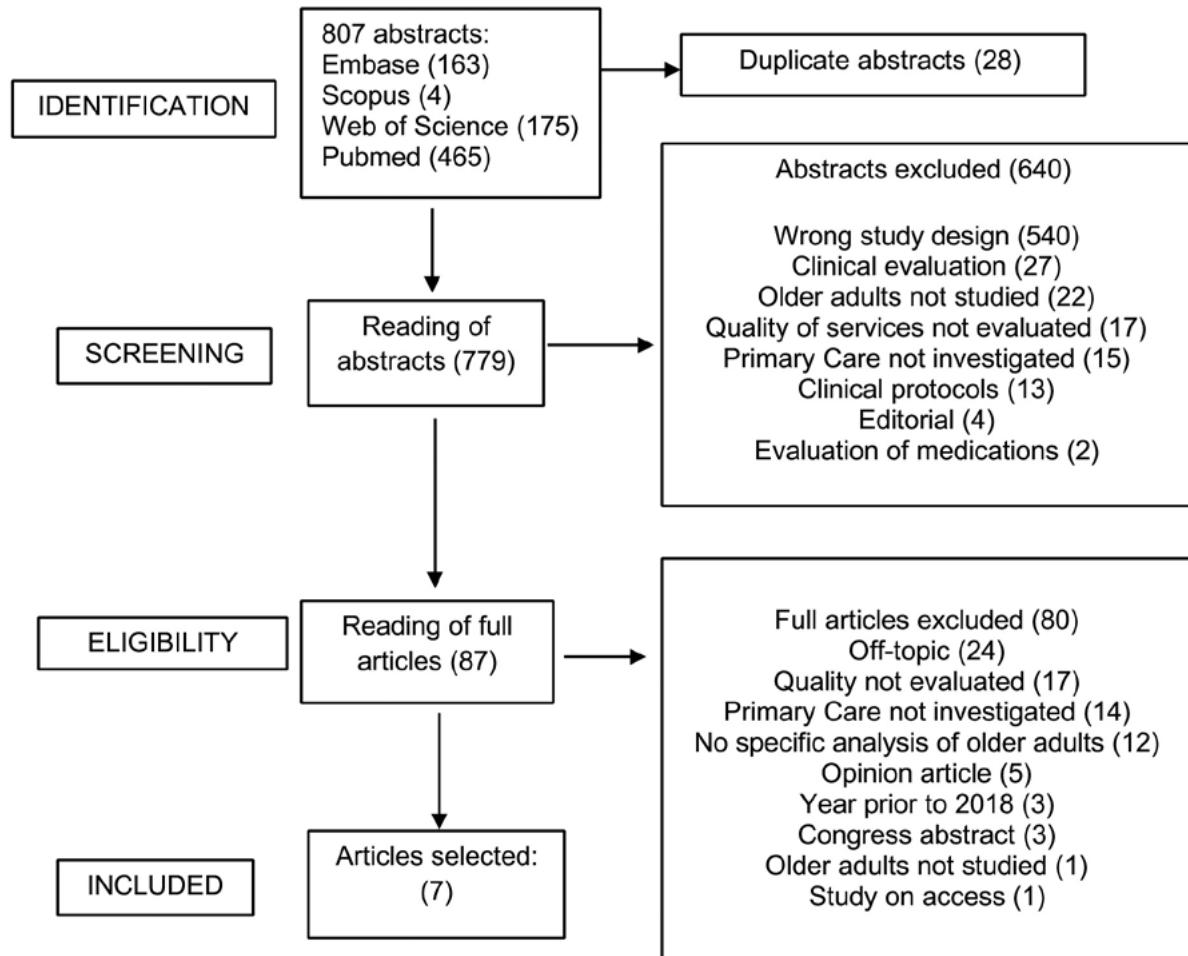 807 abstracts:
Embase (163)
Scopus (4)
Web of Science (175)
Pubmed (465)
Duplicate abstracts (28)
IDENTIFICATION
Abstracts excluded (640)
Wrong study design (540)
Clinical evaluation (27)
Older adults not studied (22)
Quality of services not evaluated (17)
Primary Care not investigated (15)
Clinical protocols (13)
Editorial (4)
Evaluation of medications (2)
SCREENING
Reading of
abstracts (779)
ELIGIBILITY
Reading of full
articles (87)
Full articles excluded (80)
Off-topic (24)
Quality not evaluated (17)
Primary Care not investigated (14)
No specific analysis of older adults (12)
Opinion article (5)
Year prior to 2018 (3)
Congress abstract (3)
Older adults not studied (1)
Study on access (1)
INCLUDED
Articles selected:
(7)